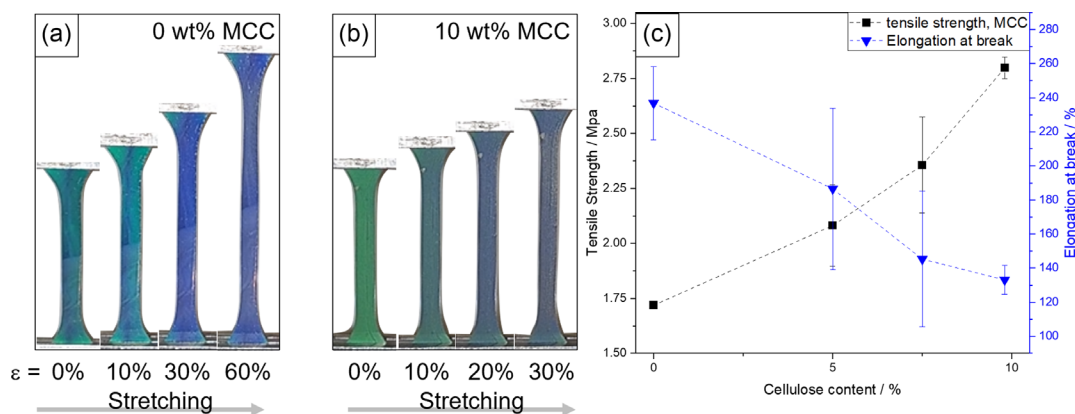 (a)
0 wt% MCC
ε = 0% 10% 30% 60%
Stretching
(b)
10 wt% MCC
0% 10% 20% 30%
Stretching
(c)
tensile strength, MCC
Elongation at break
Tensile Strength / Mpa
3.00
2.75
2.50
2.25
2.00
1.75
1.50
0 5 10
Cellulose content / %
280
260
240
220
200
180
160
140
120
100
Elongation at break / %